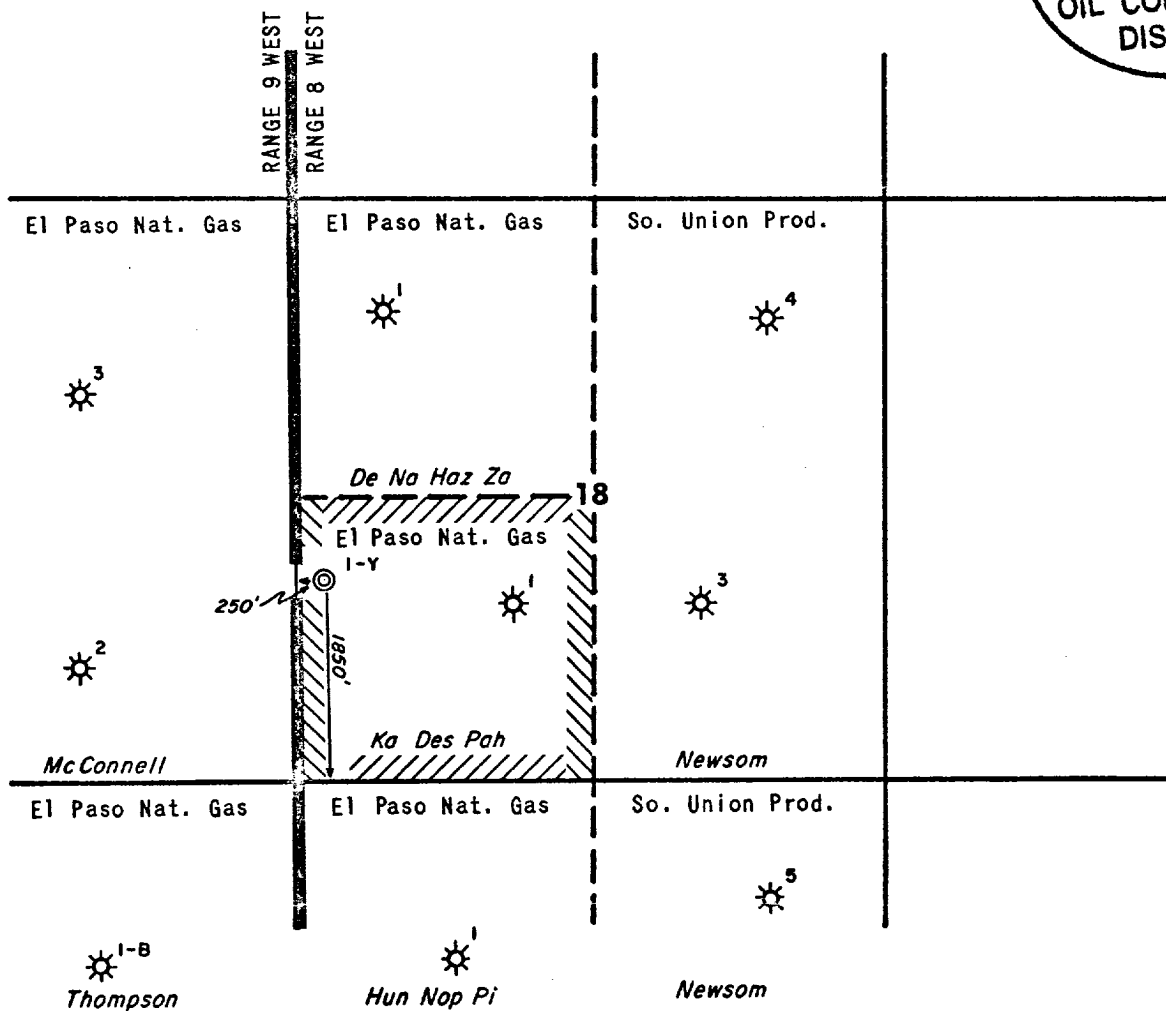 OIL CO
DIS
RANGE 9 WEST
RANGE 8 WEST
El Paso Nat. Gas
El Paso Nat. Gas
So. Union Prod.
1
4
3
De Na Haz Za
18
El Paso Nat. Gas
1-Y
250'
1
3
2
1850'
Ka Des Pah
McConnell
Newsom
El Paso Nat. Gas
El Paso Nat. Gas
So. Union Prod.
5
1-B
1
Thompson
Hun Nop Pi
Newsom